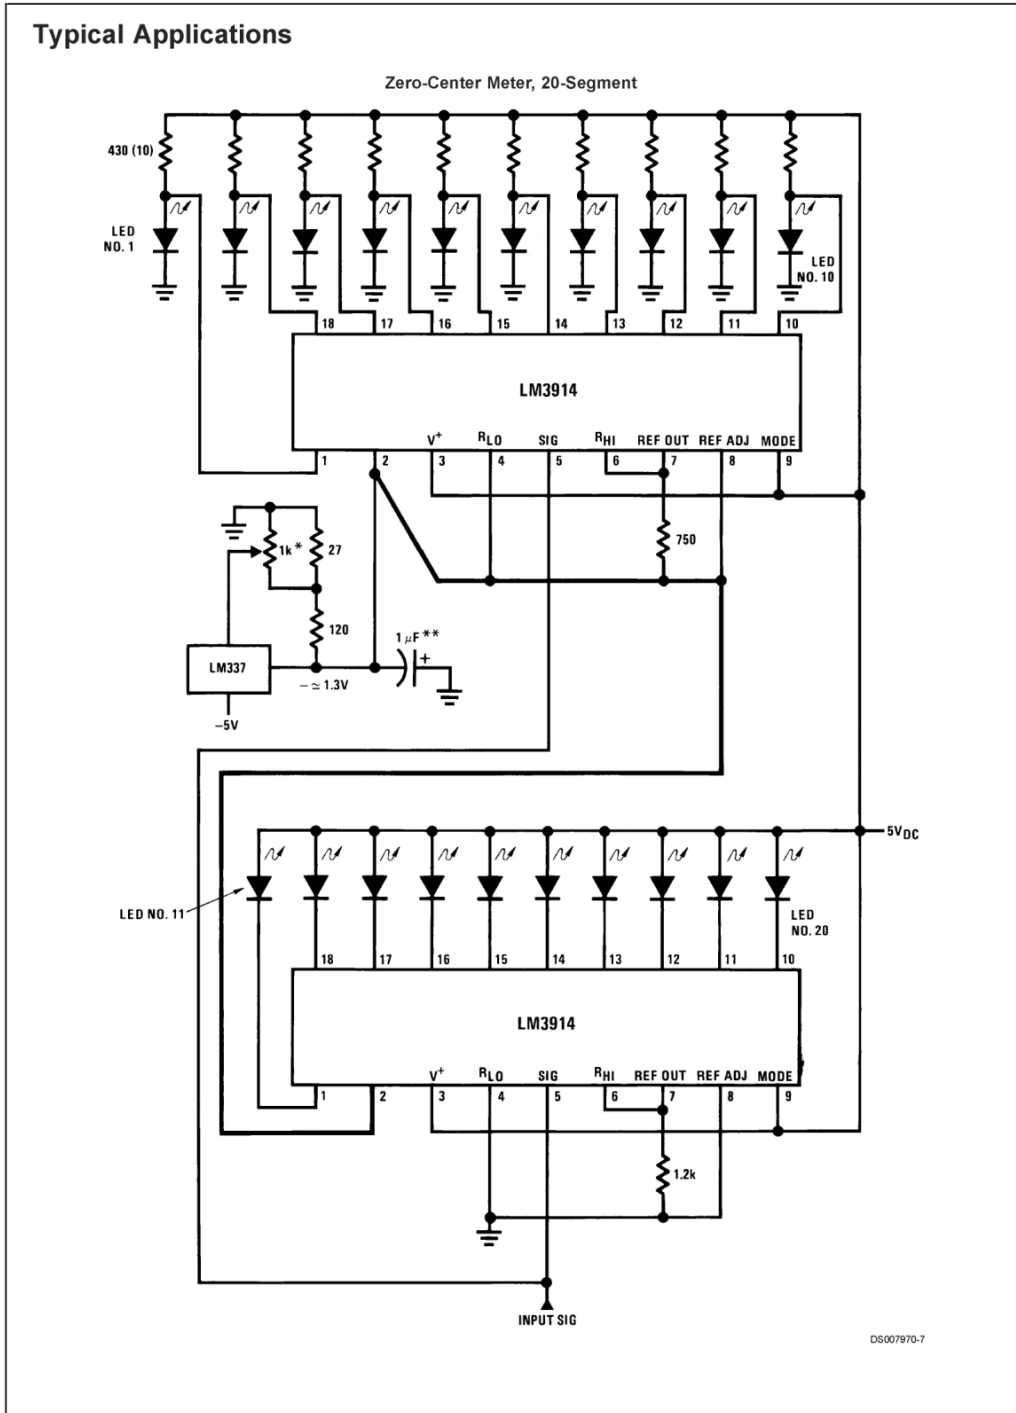 Typical Applications
Zero-Center Meter, 20-Segment
430 (10)
LED
NO. 1
LED
NO. 10
18 17 16 15 14 13 12 11 10
LM3914
V+ RLO SIG RHI REF OUT REF ADJ MODE
1 2 3 4 5 6 7 8 9
1k* 27
750
120
1 μF**
+
LM337
− ≃ 1.3V
−5V
5VDC
LED NO. 11
LED
NO. 20
18 17 16 15 14 13 12 11 10
LM3914
V+ RLO SIG RHI REF OUT REF ADJ MODE
1 2 3 4 5 6 7 8 9
1.2k
INPUT SIG
DS007970-7